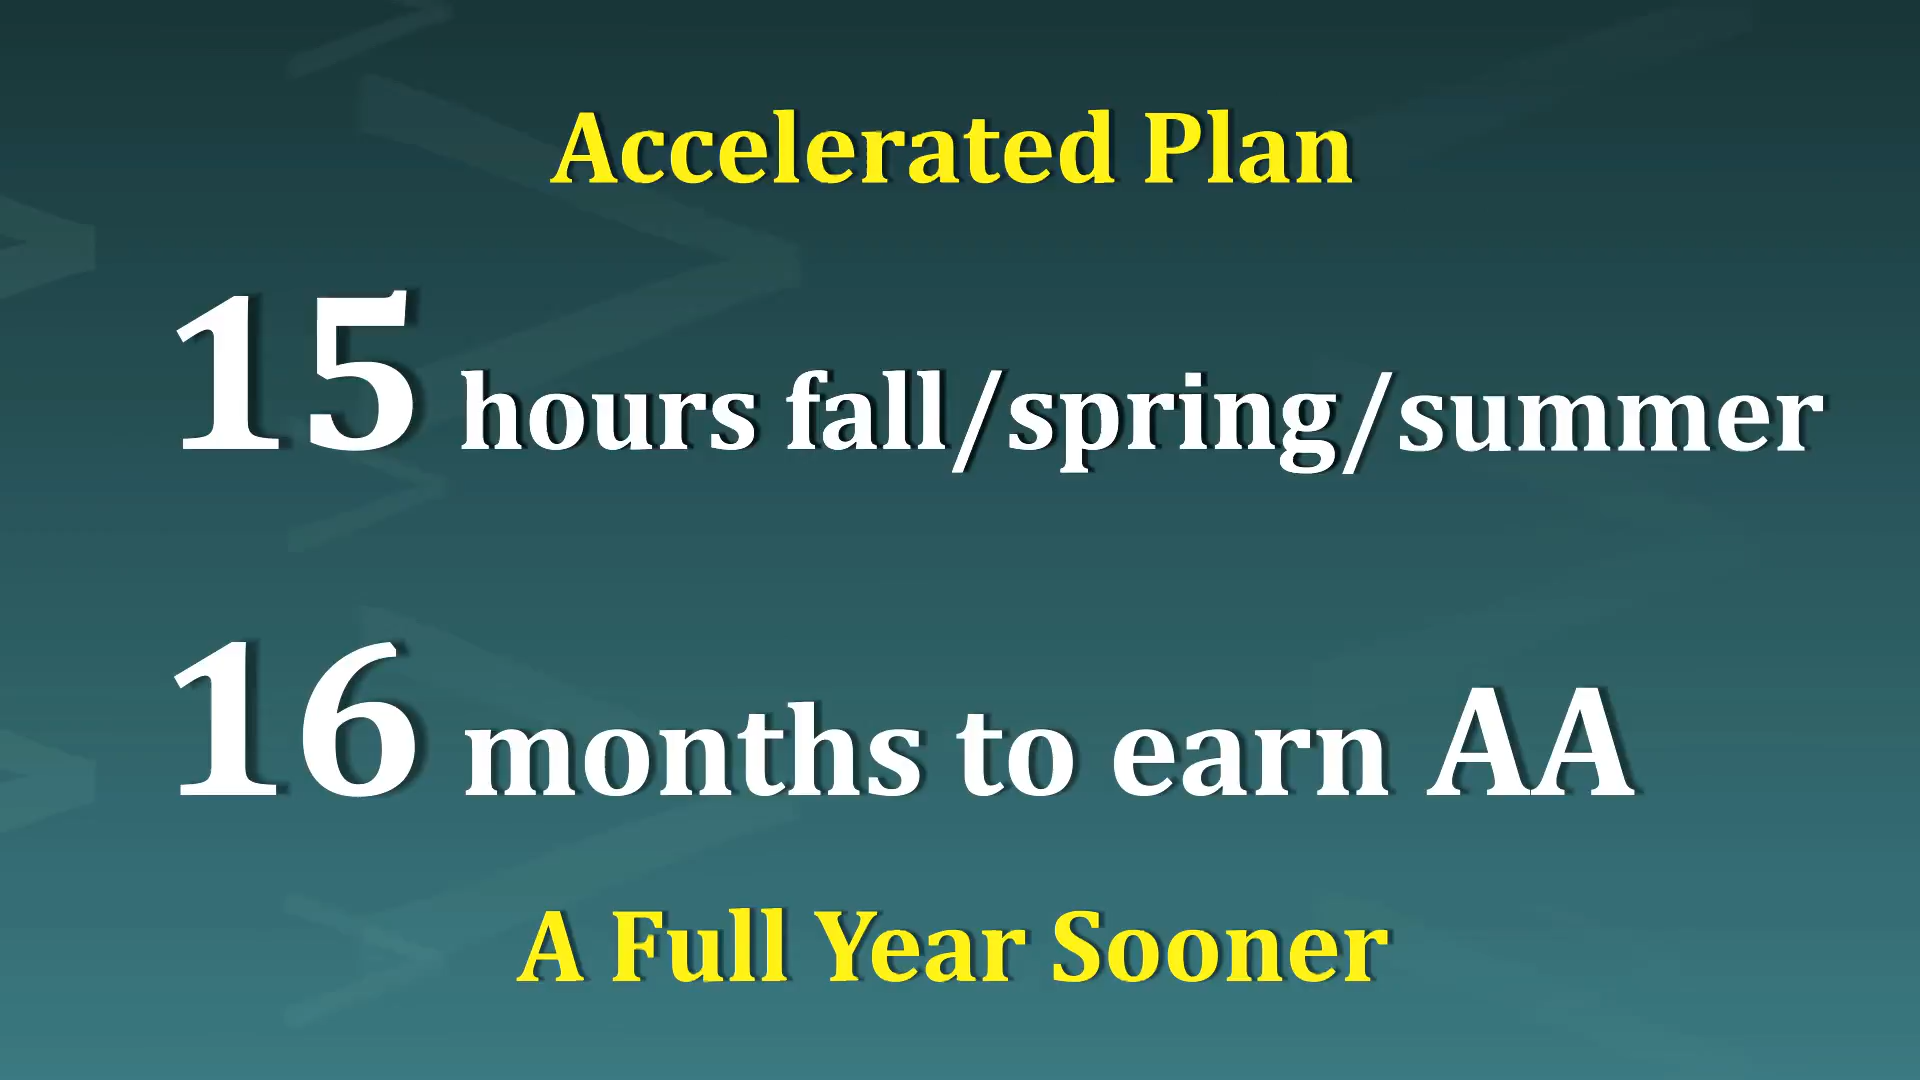 Accelerated Plan
15 hours fall/spring/summer
16 months to earn AA
A Full Year Sooner